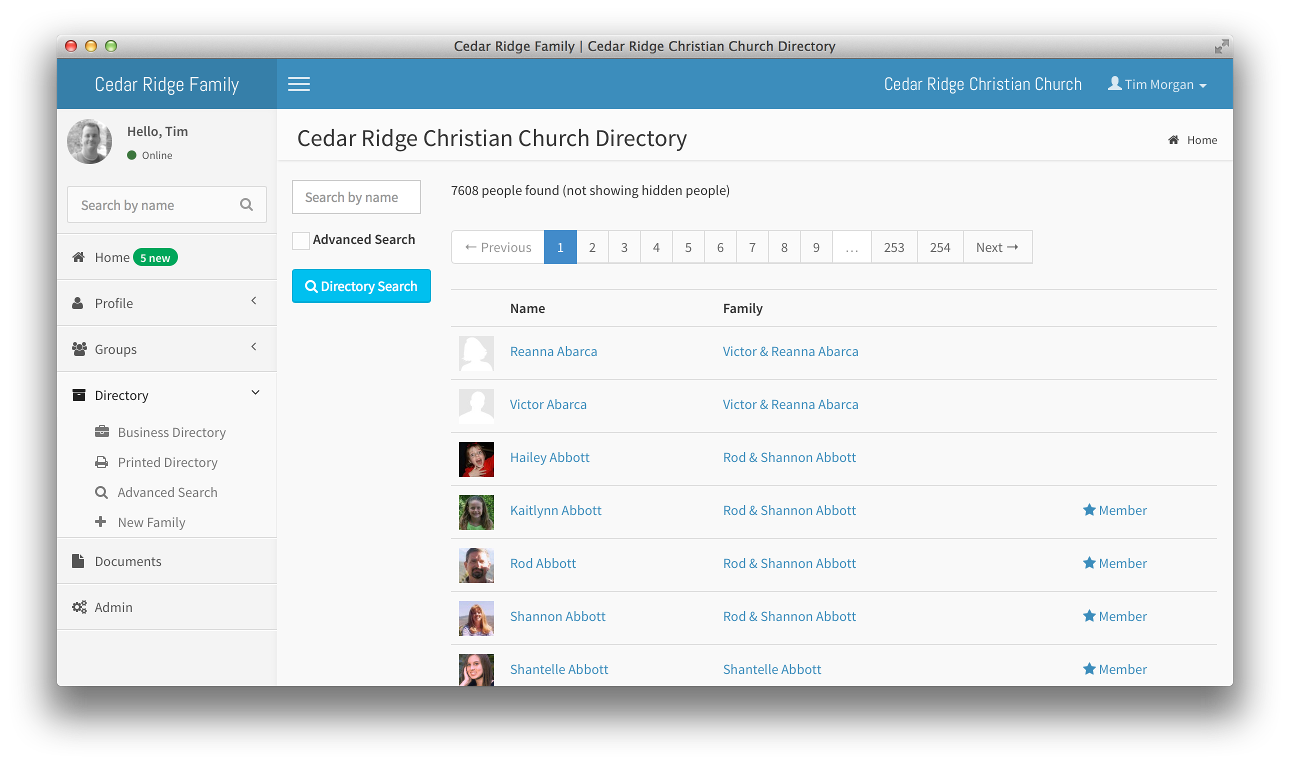 Cedar Ridge Family | Cedar Ridge Christian Church Directory
Cedar Ridge Family
Cedar Ridge Christian Church
Tim Morgan
Hello, Tim
Online
Search by name
Home 5 new
Profile
Groups
Directory
Business Directory
Printed Directory
Advanced Search
New Family
Documents
Admin
Cedar Ridge Christian Church Directory
Home
Search by name
Advanced Search
Directory Search
7608 people found (not showing hidden people)
← Previous 1 2 3 4 5 6 7 8 9 … 253 254 Next →
Name Family
Reanna Abarca Victor & Reanna Abarca
Victor Abarca Victor & Reanna Abarca
Hailey Abbott Rod & Shannon Abbott
Kaitlynn Abbott Rod & Shannon Abbott Member
Rod Abbott Rod & Shannon Abbott Member
Shannon Abbott Rod & Shannon Abbott Member
Shantelle Abbott Shantelle Abbott Member